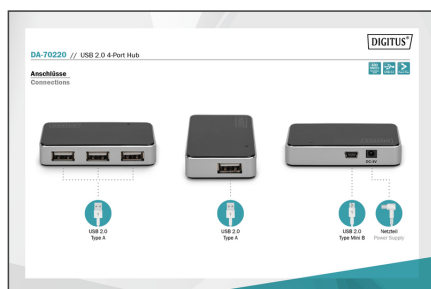 DIGITUS®
DA-70220 // USB 2.0 4-Port Hub
Anschlüsse
Connections
DC-5V
USB 2.0
Type A
USB 2.0
Type A
USB 2.0
Type Mini B
Netzteil
Power Supply